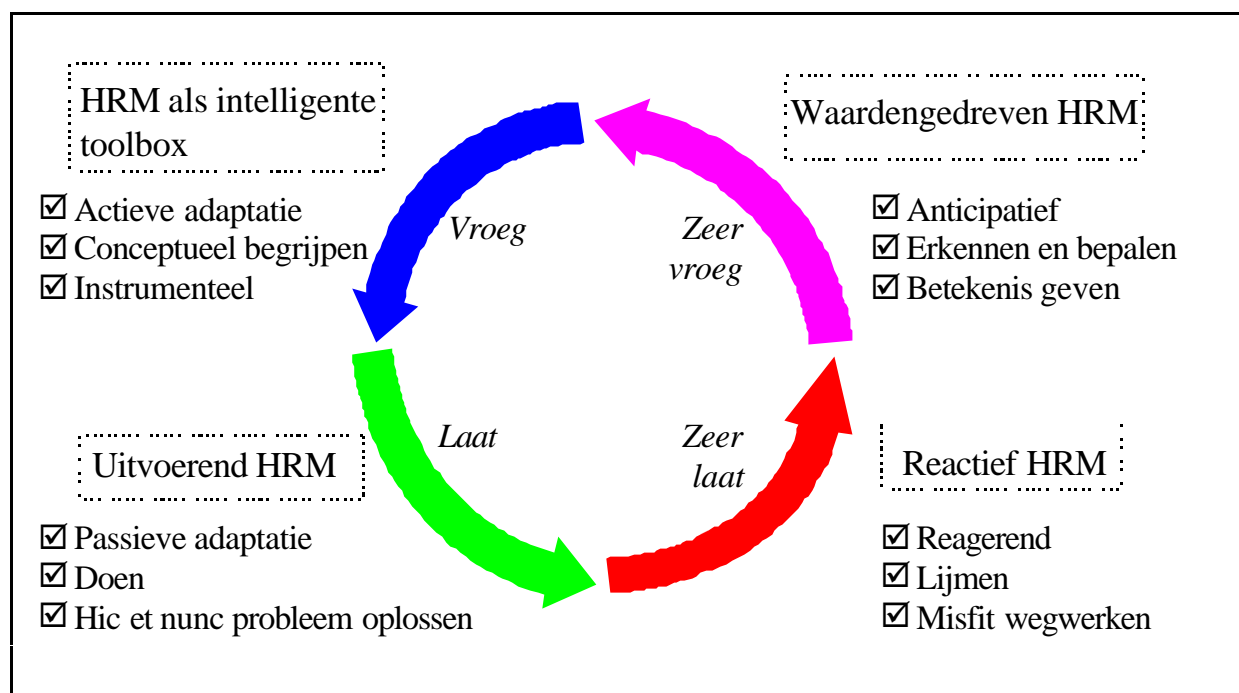 HRM als intelligente
toolbox
☑ Actieve adaptatie
☑ Conceptueel begrijpen
☑ Instrumenteel
Vroeg
Zeer
vroeg
Waardengedreven HRM
☑ Anticipatief
☑ Erkennen en bepalen
☑ Betekenis geven
Uitvoerend HRM
☑ Passieve adaptatie
☑ Doen
☑ Hic et nunc probleem oplossen
Laat
Zeer
laat
Reactief HRM
☑ Reagerend
☑ Lijmen
☑ Misfit wegwerken